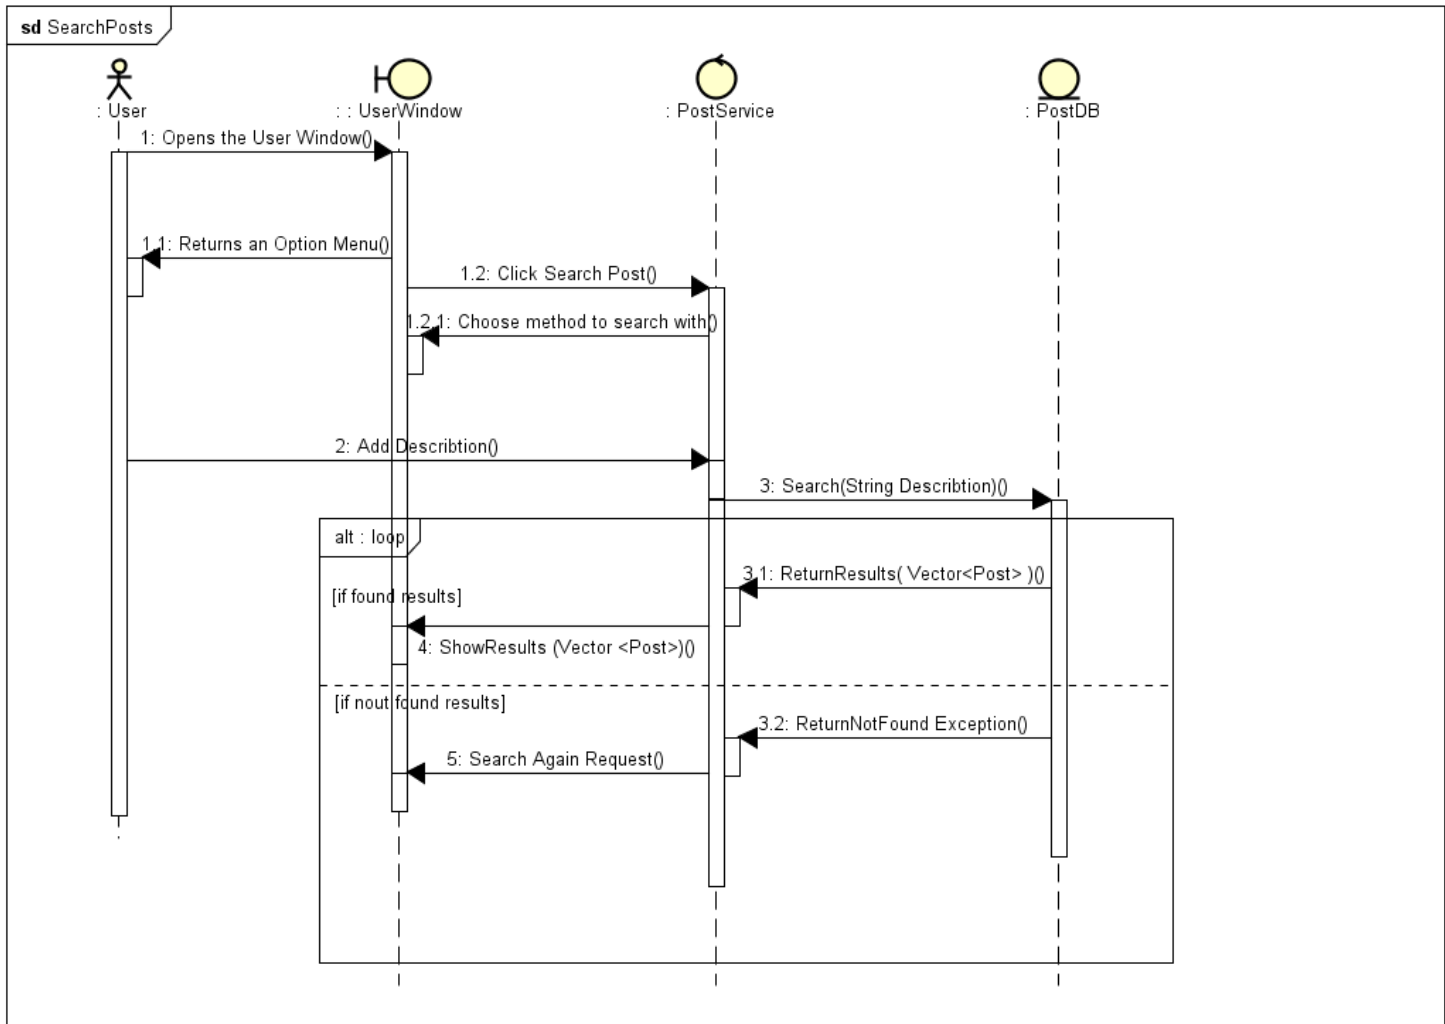 sd SearchPosts
: User
: : UserWindow
: PostService
: PostDB
1: Opens the User Window()
1.1: Returns an Option Menu()
1.2: Click Search Post()
1.2.1: Choose method to search with()
2: Add Describtion()
3: Search(String Describtion)()
alt : loop
3.1: ReturnResults( Vector<Post> )()
[if found results]
4: ShowResults (Vector <Post>)()
[if nout found results]
3.2: ReturnNotFound Exception()
5: Search Again Request()